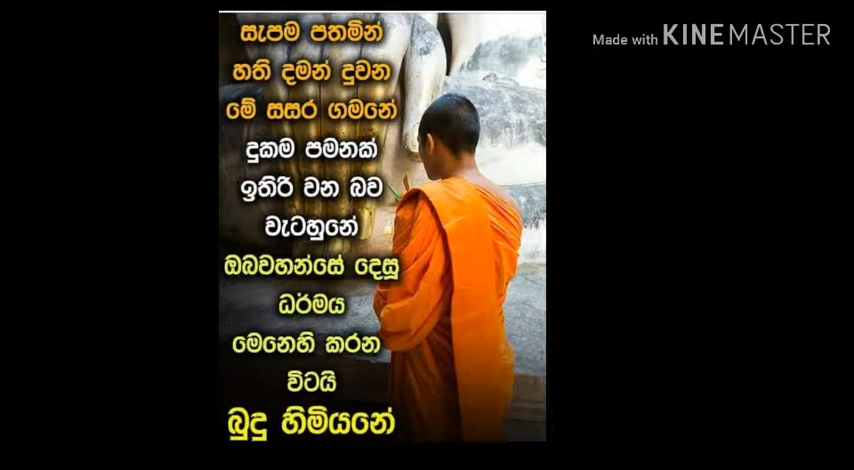 සැපම පතමින්
Made with KINEMASTER
හති දමන් දුවන
මේ සසර ගමනේ
දුකම පමනක්
ඉතිරි වන බව
වැටහුනේ
ඔබවහන්සේ දෙසූ
ධර්මය
මෙනෙහි කරන
විටයි
බුදු හිමියනේ